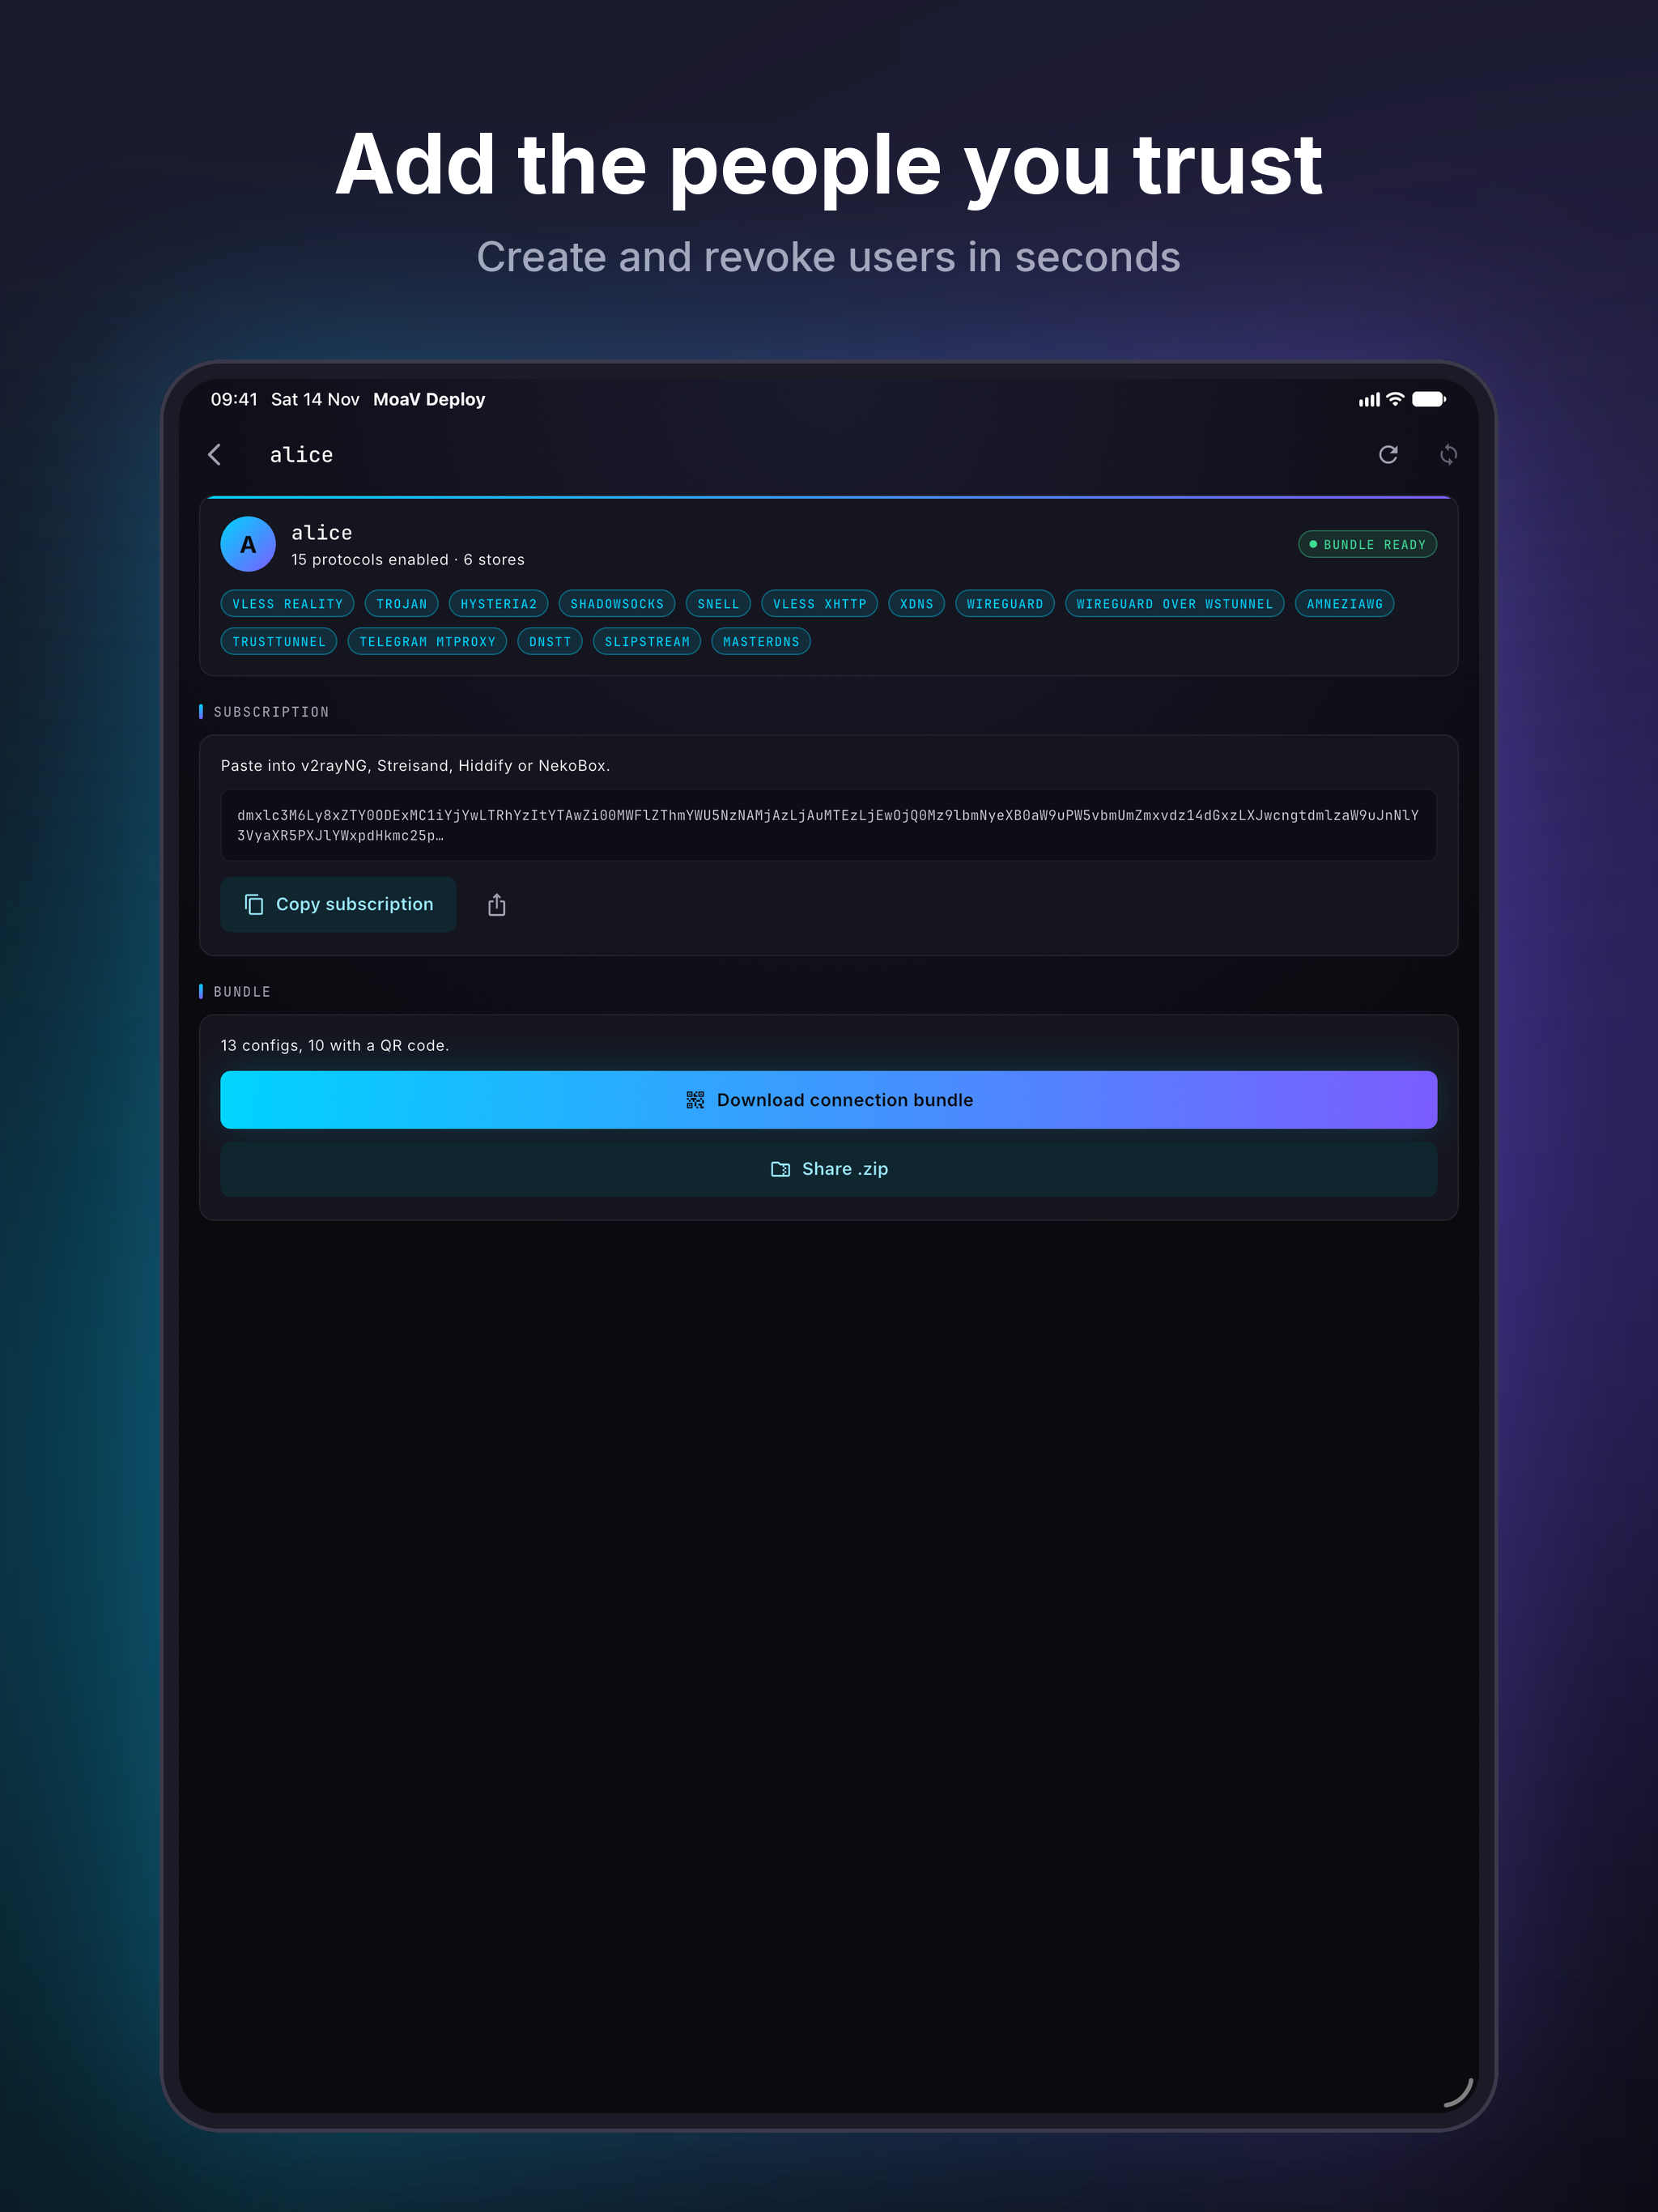 Add the people you trust
Create and revoke users in seconds
09:41 Sat 14 Nov MoaV Deploy
alice
A
alice
15 protocols enabled · 6 stores
BUNDLE READY
VLESS REALITY TROJAN HYSTERIA2 SHADOWSOCKS SNELL VLESS XHTTP XDNS WIREGUARD WIREGUARD OVER WSTUNNEL AMNEZIAWG
TRUSTTUNNEL TELEGRAM MTPROXY DNSTT SLIPSTREAM MASTERDNS
SUBSCRIPTION
Paste into v2rayNG, Streisand, Hiddify or NekoBox.
dmxlc3M6Ly8xZTY0ODExMC1iYjYwLTRhYzItYTAwZi00MWFlZThmYWU5NzNAMjAzLjAuMTEzLjEwOjQ0Mz9lbmNyeXB0aW9uPW5vbmUmZmxvdz14dGxzLXJwcngtdmlzaW9uJnNlY
3VyaXR5PXJlYWxpdHkmc25p…
Copy subscription
BUNDLE
13 configs, 10 with a QR code.
Download connection bundle
Share .zip